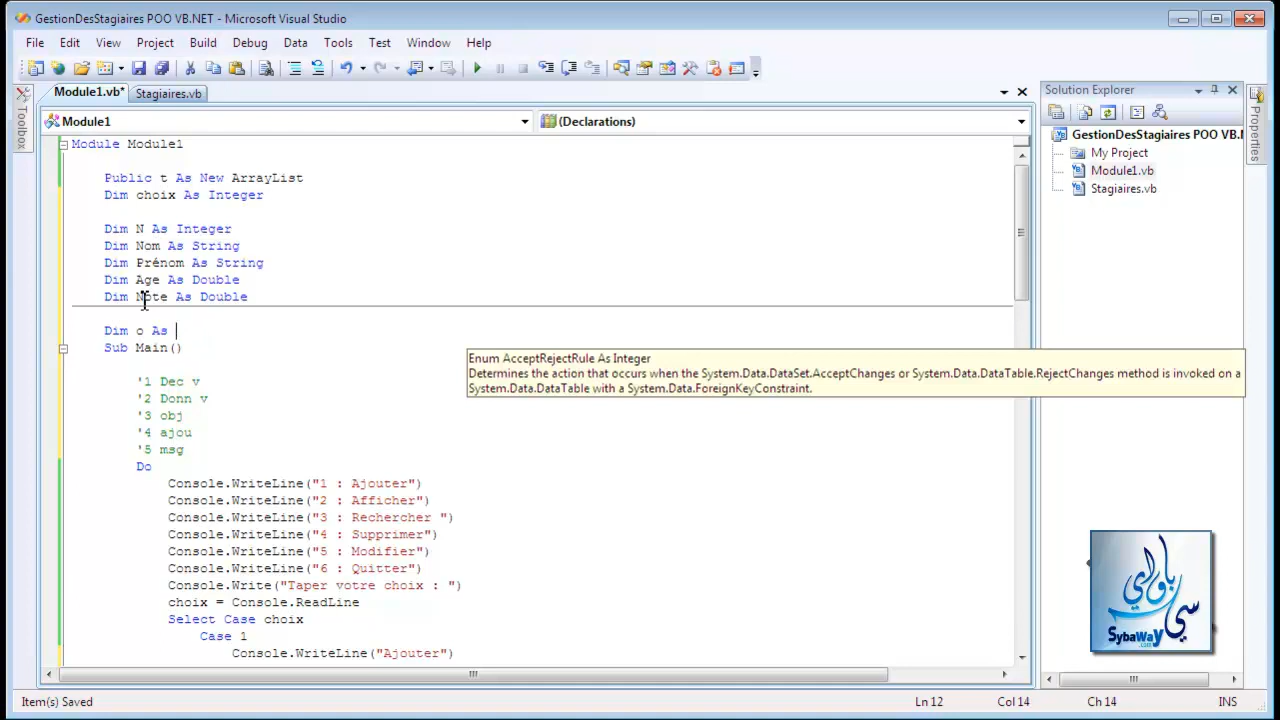 GestionDesStagiaires POO VB.NET - Microsoft Visual Studio
File Edit View Project Build Debug Data Tools Test Window Help
Module1.vb* Stagiaires.vb
Solution Explorer
Toolbox
Properties
Module1 (Declarations)
GestionDesStagiaires POO VB.N
My Project
Module1.vb
Stagiaires.vb
Module Module1
Public t As New ArrayList
Dim choix As Integer
Dim N As Integer
Dim Nom As String
Dim Prénom As String
Dim Age As Double
Dim Note As Double
Dim o As
Sub Main()
Enum AcceptRejectRule As Integer
Determines the action that occurs when the System.Data.DataSet.AcceptChanges or System.Data.DataTable.RejectChanges method is invoked on a
System.Data.DataTable with a System.Data.ForeignKeyConstraint.
'1 Dec v
'2 Donn v
'3 obj
'4 ajou
'5 msg
Do
Console.WriteLine("1 : Ajouter")
Console.WriteLine("2 : Afficher")
Console.WriteLine("3 : Rechercher ")
Console.WriteLine("4 : Supprimer")
Console.WriteLine("5 : Modifier")
Console.WriteLine("6 : Quitter")
Console.Write("Taper votre choix : ")
choix = Console.ReadLine
Select Case choix
Case 1
Console.WriteLine("Ajouter")
سي باواي
SybaWay.com
Item(s) Saved Ln 12 Col 14 Ch 14 INS